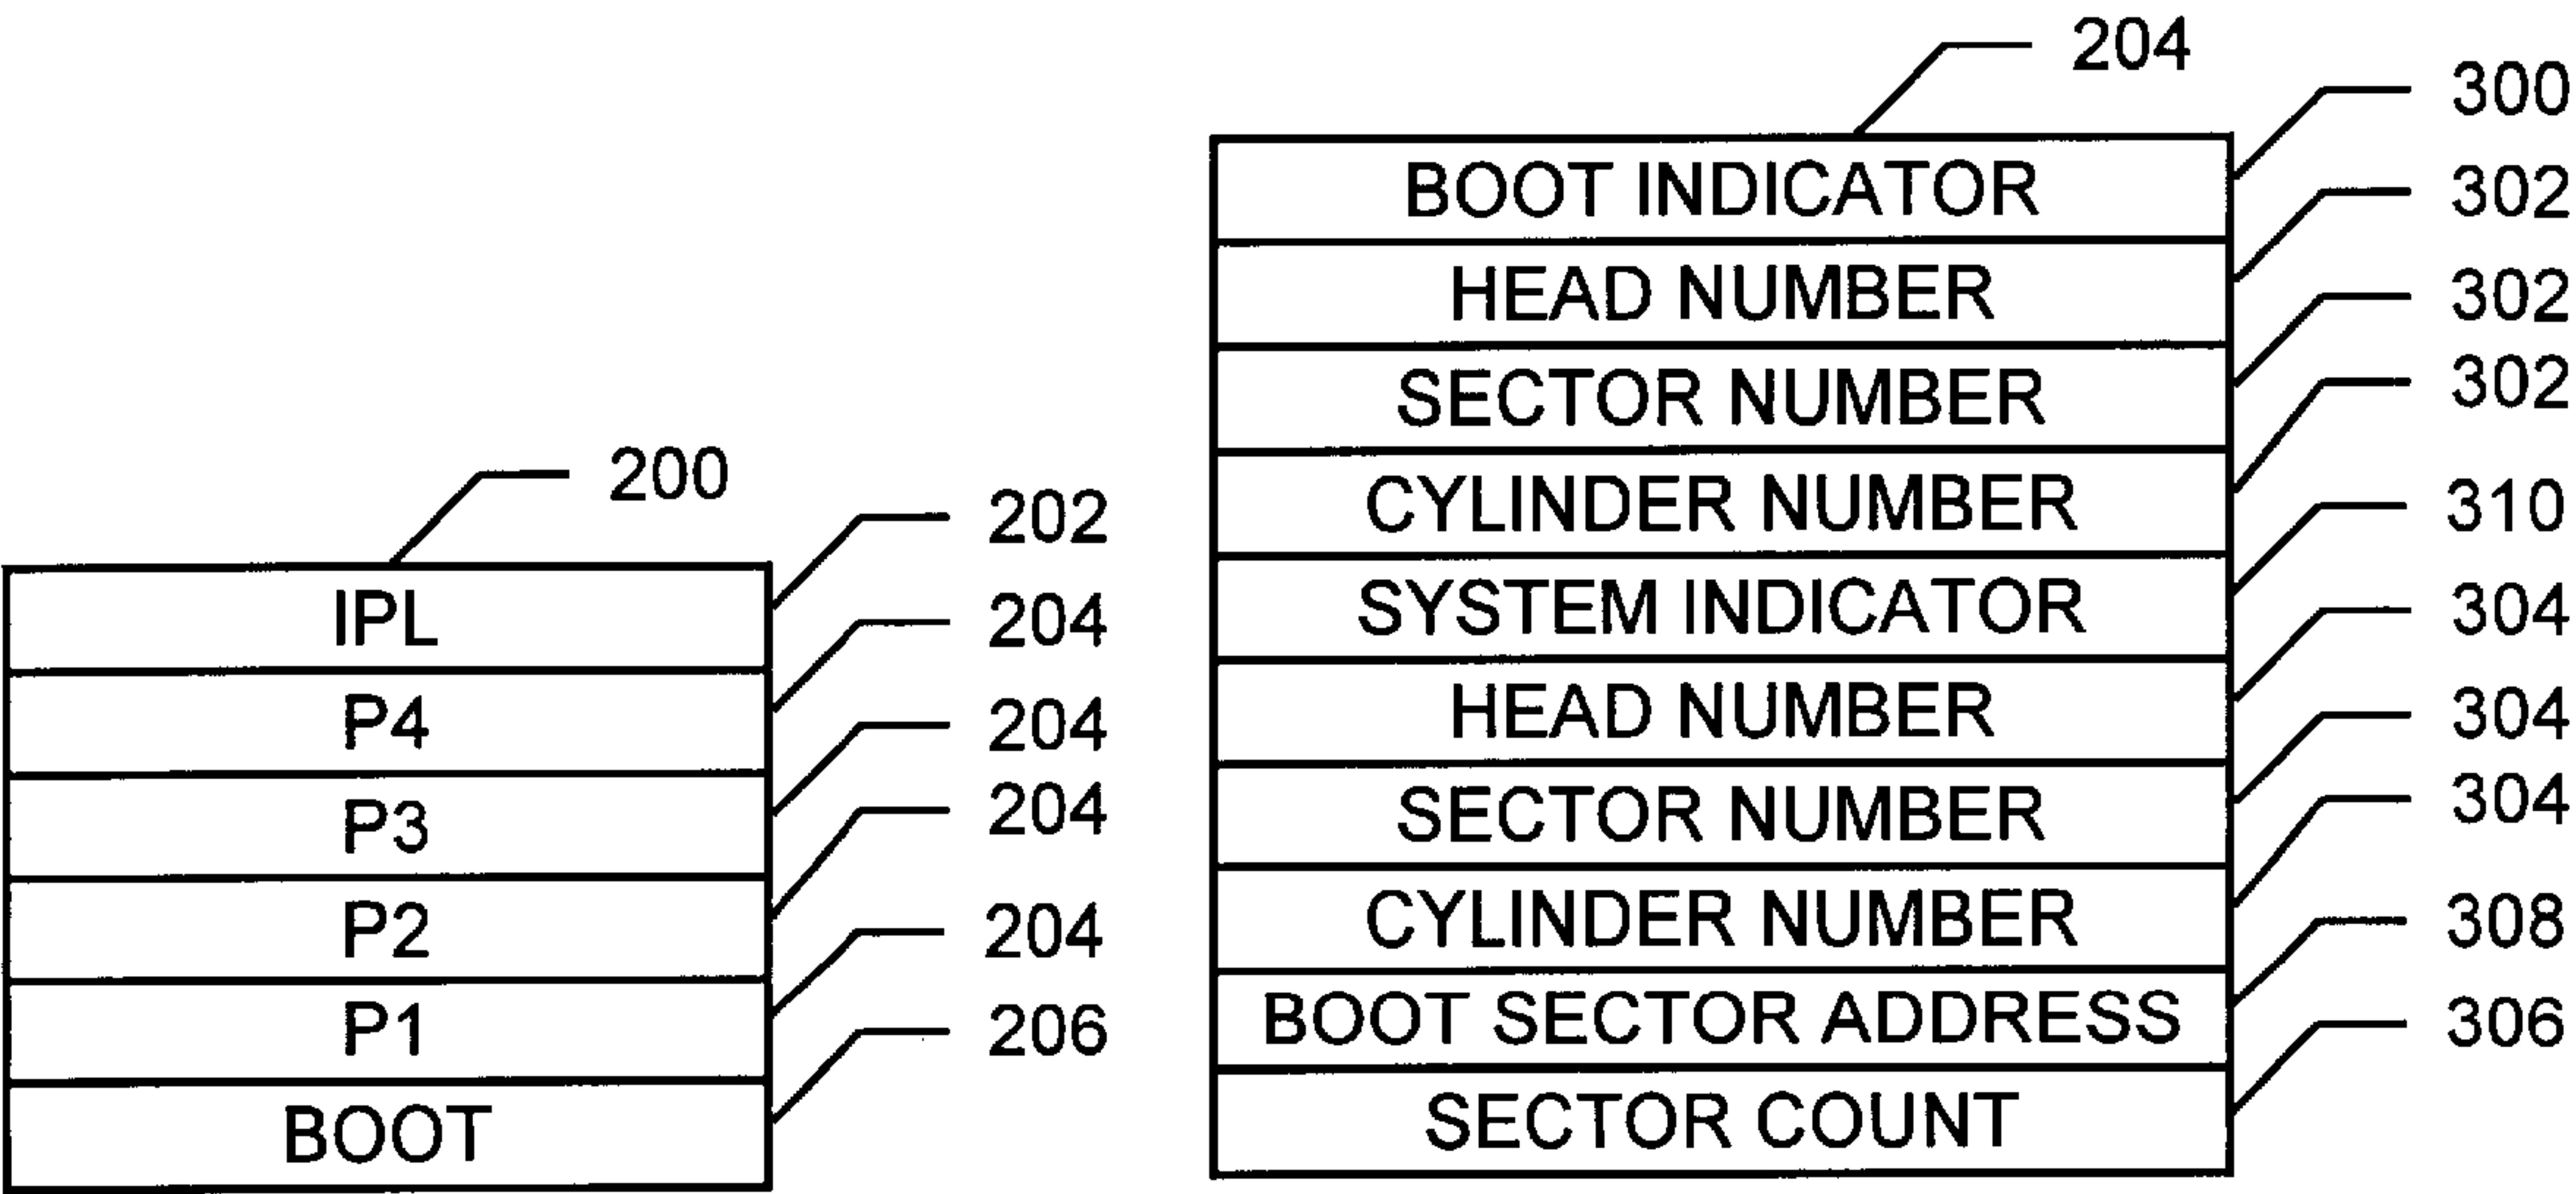 200
IPL 202
P4 204
P3 204
P2 204
P1 204
BOOT 206
204
BOOT INDICATOR 300
HEAD NUMBER 302
SECTOR NUMBER 302
CYLINDER NUMBER 302
SYSTEM INDICATOR 310
HEAD NUMBER 304
SECTOR NUMBER 304
CYLINDER NUMBER 304
BOOT SECTOR ADDRESS 308
SECTOR COUNT 306